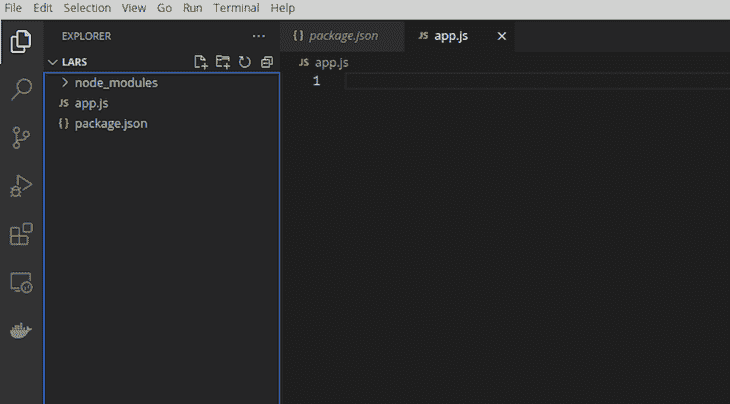 File Edit Selection View Go Run Terminal Help
EXPLORER ···
{ } package.json JS app.js ×
LARS
JS app.js
1
> node_modules
JS app.js
{ } package.json